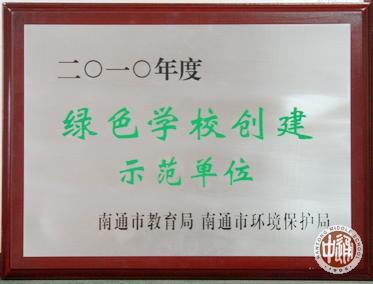 二〇一〇年度
绿色学校创建
示范单位
南通市教育局 南通市环境保护局